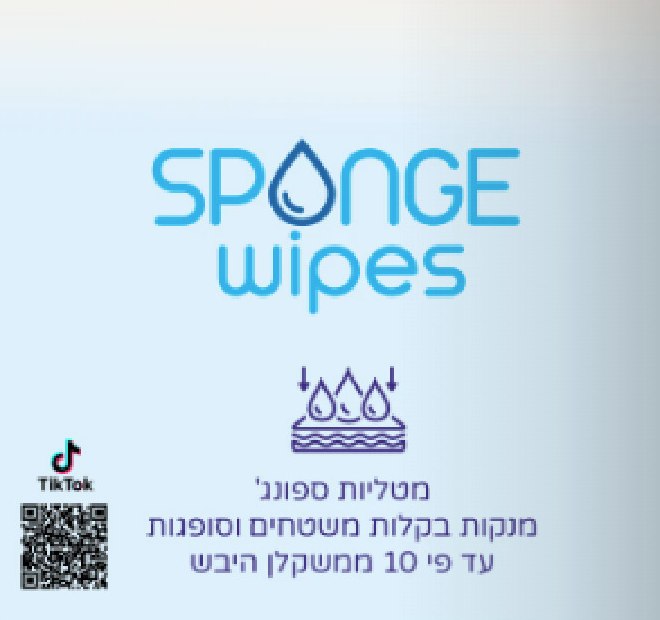 SPONGE
wipes
TikTok
מטליות ספונג'
מנקות בקלות משטחים וסופגות
עד פי 10 ממשקלן היבש